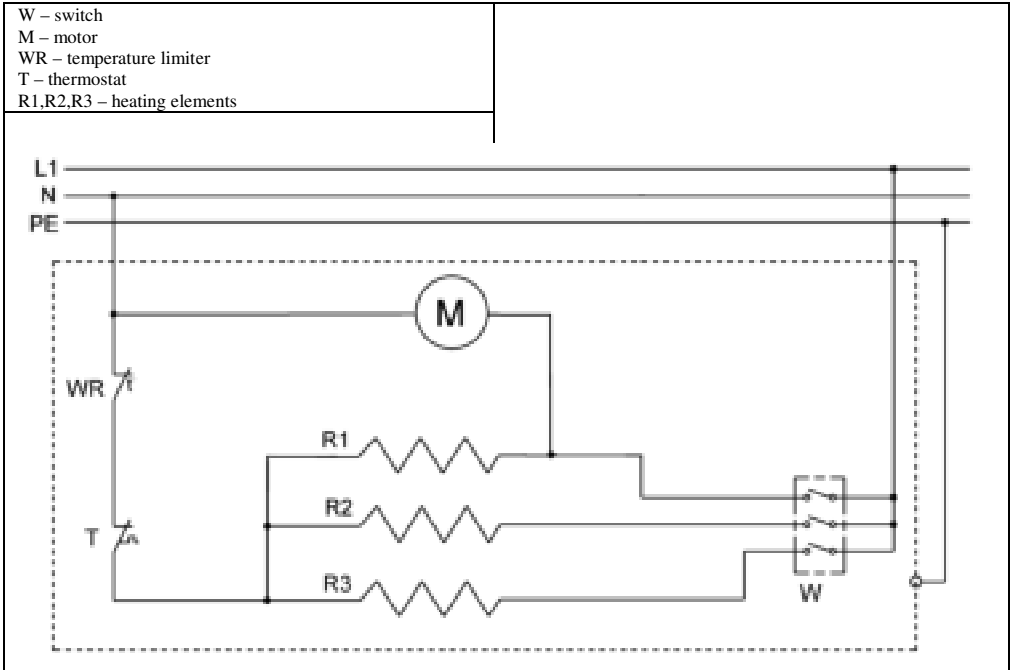 W – switch
M – motor
WR – temperature limiter
T – thermostat
R1,R2,R3 – heating elements
L1
N
PE
M
WR
R1
R2
T
R3
W